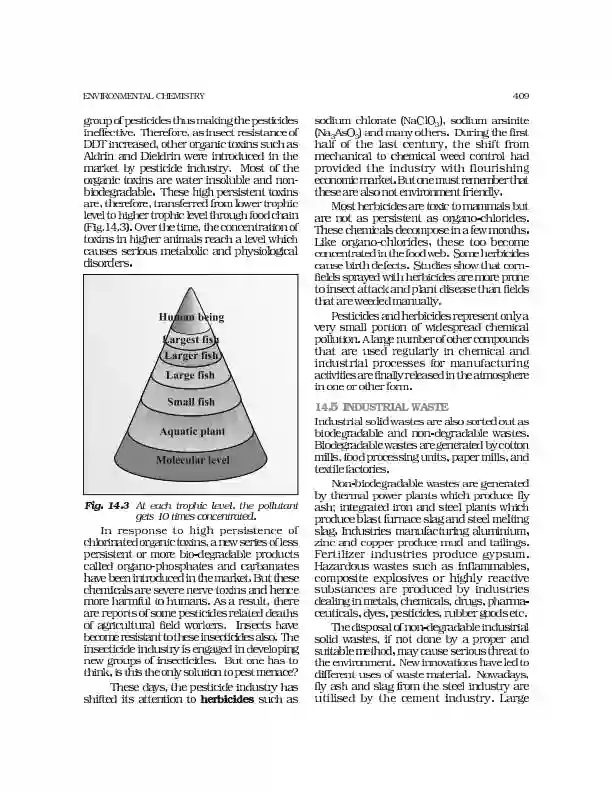 ENVIRONMENTAL CHEMISTRY 409
group of pesticides thus making the pesticides
ineffective. Therefore, as insect resistance of
DDT increased, other organic toxins such as
Aldrin and Dieldrin were introduced in the
market by pesticide industry. Most of the
organic toxins are water insoluble and non-
biodegradable. These high persistent toxins
are, therefore, transferred from lower trophic
level to higher trophic level through food chain
(Fig.14.3). Over the time, the concentration of
toxins in higher animals reach a level which
causes serious metabolic and physiological
disorders.
Human being
Largest fish
Larger fish
Large fish
Small fish
Aquatic plant
Molecular level
Fig. 14.3 At each trophic level, the pollutant
gets 10 times concentrated.
In response to high persistence of
chlorinated organic toxins, a new series of less
persistent or more bio-degradable products
called organo-phosphates and carbamates
have been introduced in the market. But these
chemicals are severe nerve toxins and hence
more harmful to humans. As a result, there
are reports of some pesticides related deaths
of agricultural field workers. Insects have
become resistant to these insecticides also. The
insecticide industry is engaged in developing
new groups of insecticides. But one has to
think, is this the only solution to pest menace?
These days, the pesticide industry has
shifted its attention to herbicides such as
sodium chlorate (NaClO₃), sodium arsinite
(Na₃AsO₃) and many others. During the first
half of the last century, the shift from
mechanical to chemical weed control had
provided the industry with flourishing
economic market. But one must remember that
these are also not environment friendly.
Most herbicides are toxic to mammals but
are not as persistent as organo-chlorides.
These chemicals decompose in a few months.
Like organo-chlorides, these too become
concentrated in the food web. Some herbicides
cause birth defects. Studies show that corn-
fields sprayed with herbicides are more prone
to insect attack and plant disease than fields
that are weeded manually.
Pesticides and herbicides represent only a
very small portion of widespread chemical
pollution. A large number of other compounds
that are used regularly in chemical and
industrial processes for manufacturing
activities are finally released in the atmosphere
in one or other form.
14.5 INDUSTRIAL WASTE
Industrial solid wastes are also sorted out as
biodegradable and non-degradable wastes.
Biodegradable wastes are generated by cotton
mills, food processing units, paper mills, and
textile factories.
Non-biodegradable wastes are generated
by thermal power plants which produce fly
ash; integrated iron and steel plants which
produce blast furnace slag and steel melting
slag. Industries manufacturing aluminium,
zinc and copper produce mud and tailings.
Fertilizer industries produce gypsum.
Hazardous wastes such as inflammables,
composite explosives or highly reactive
substances are produced by industries
dealing in metals, chemicals, drugs, pharma-
ceuticals, dyes, pesticides, rubber goods etc.
The disposal of non-degradable industrial
solid wastes, if not done by a proper and
suitable method, may cause serious threat to
the environment. New innovations have led to
different uses of waste material. Nowadays,
fly ash and slag from the steel industry are
utilised by the cement industry. Large